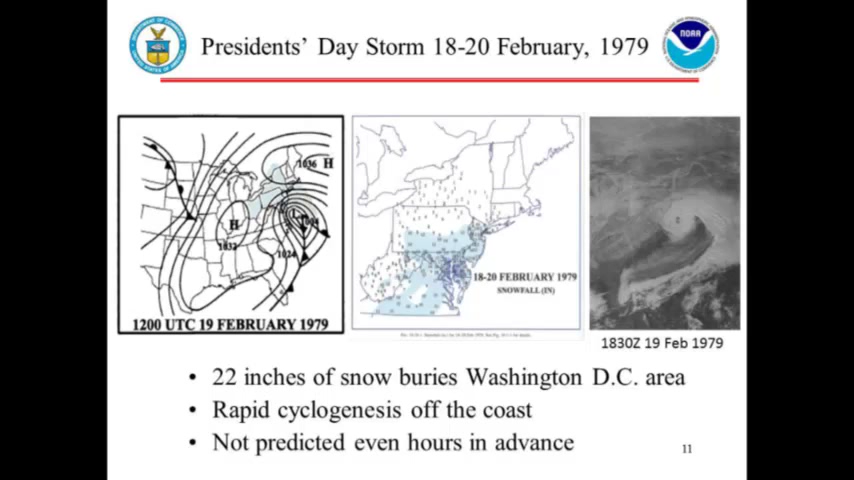 Presidents’ Day Storm 18-20 February, 1979
NOAA
1036 H
H
1032
1024
1200 UTC 19 FEBRUARY 1979
18-20 FEBRUARY 1979
SNOWFALL (IN)
1830Z 19 Feb 1979
• 22 inches of snow buries Washington D.C. area
• Rapid cyclogenesis off the coast
• Not predicted even hours in advance
11